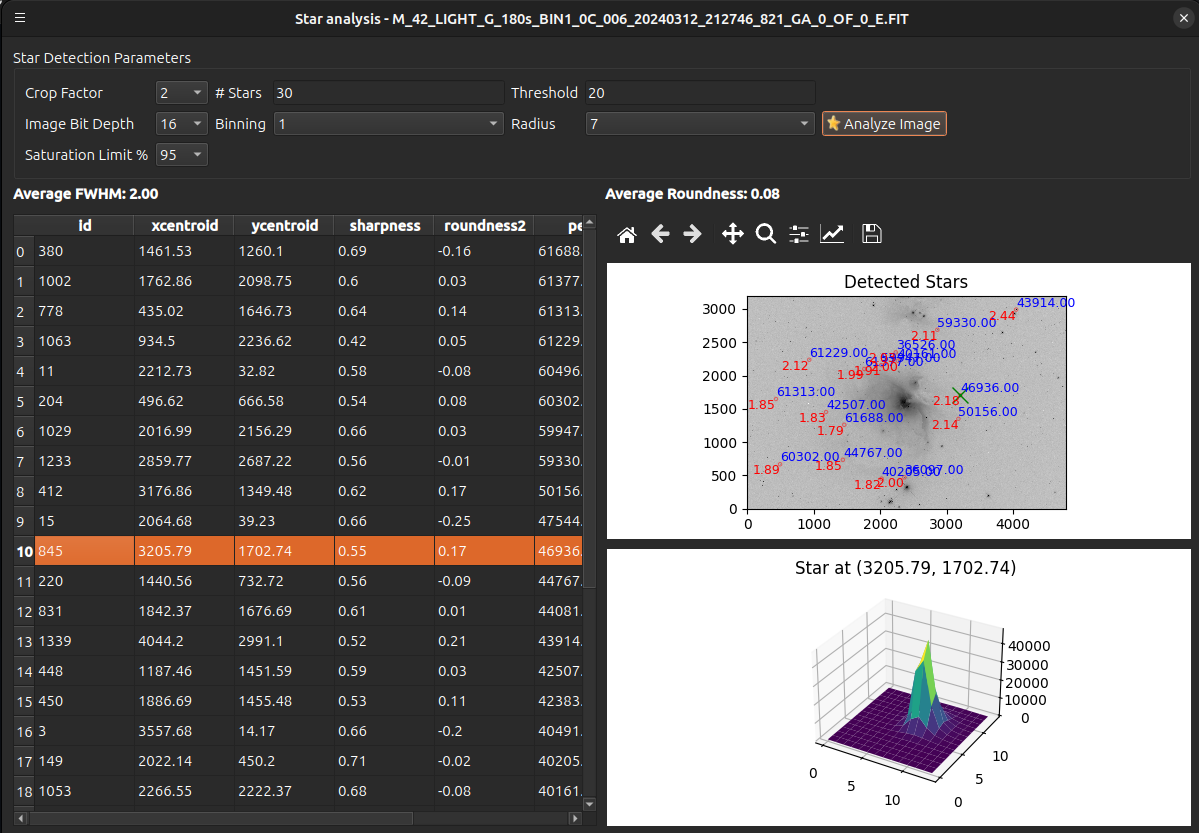 Star analysis - M_42_LIGHT_G_180s_BIN1_0C_006_20240312_212746_821_GA_0_OF_0_E.FIT
Star Detection Parameters
Crop Factor 2 # Stars 30 Threshold 20
Image Bit Depth 16 Binning 1 Radius 7 Analyze Image
Saturation Limit % 95
Average FWHM: 2.00
id xcentroid ycentroid sharpness roundness2 pe
0 380 1461.53 1260.1 0.69 -0.16 61688.
1 1002 1762.86 2098.75 0.6 0.03 61377.
2 778 435.02 1646.73 0.64 0.14 61313.
3 1063 934.5 2236.62 0.42 0.05 61229.
4 11 2212.73 32.82 0.58 -0.08 60496.
5 204 496.62 666.58 0.54 0.08 60302.
6 1029 2016.99 2156.29 0.66 0.03 59947.
7 1233 2859.77 2687.22 0.56 -0.01 59330.
8 412 3176.86 1349.48 0.62 0.17 50156.
9 15 2064.68 39.23 0.66 -0.25 47544.
10 845 3205.79 1702.74 0.55 0.17 46936.
11 220 1440.56 732.72 0.56 -0.09 44767.
12 831 1842.37 1676.69 0.61 0.01 44081.
13 1339 4044.2 2991.1 0.52 0.21 43914.
14 448 1187.46 1451.59 0.59 0.03 42507.
15 450 1886.69 1455.48 0.53 0.11 42383.
16 3 3557.68 14.17 0.66 -0.2 40491.
17 149 2022.14 450.2 0.71 -0.02 40205.
18 1053 2266.55 2222.37 0.68 -0.08 40161.
Average Roundness: 0.08
Detected Stars
3000
2500
2000
1500
1000
500
0
0 1000 2000 3000 4000
43914.00
2.44
59330.00
2.11
36526.00
40161.00
61229.00
2.12
61377.00
1.99
1.91
2.00
46936.00
2.18
61313.00
1.85
42507.00
1.83
50156.00
2.14
61688.00
1.79
44767.00
1.85
60302.00
1.89
40205.00
36097.00
1.82
2.00
Star at (3205.79, 1702.74)
40000
30000
20000
10000
0
0 5 10
0 5 10